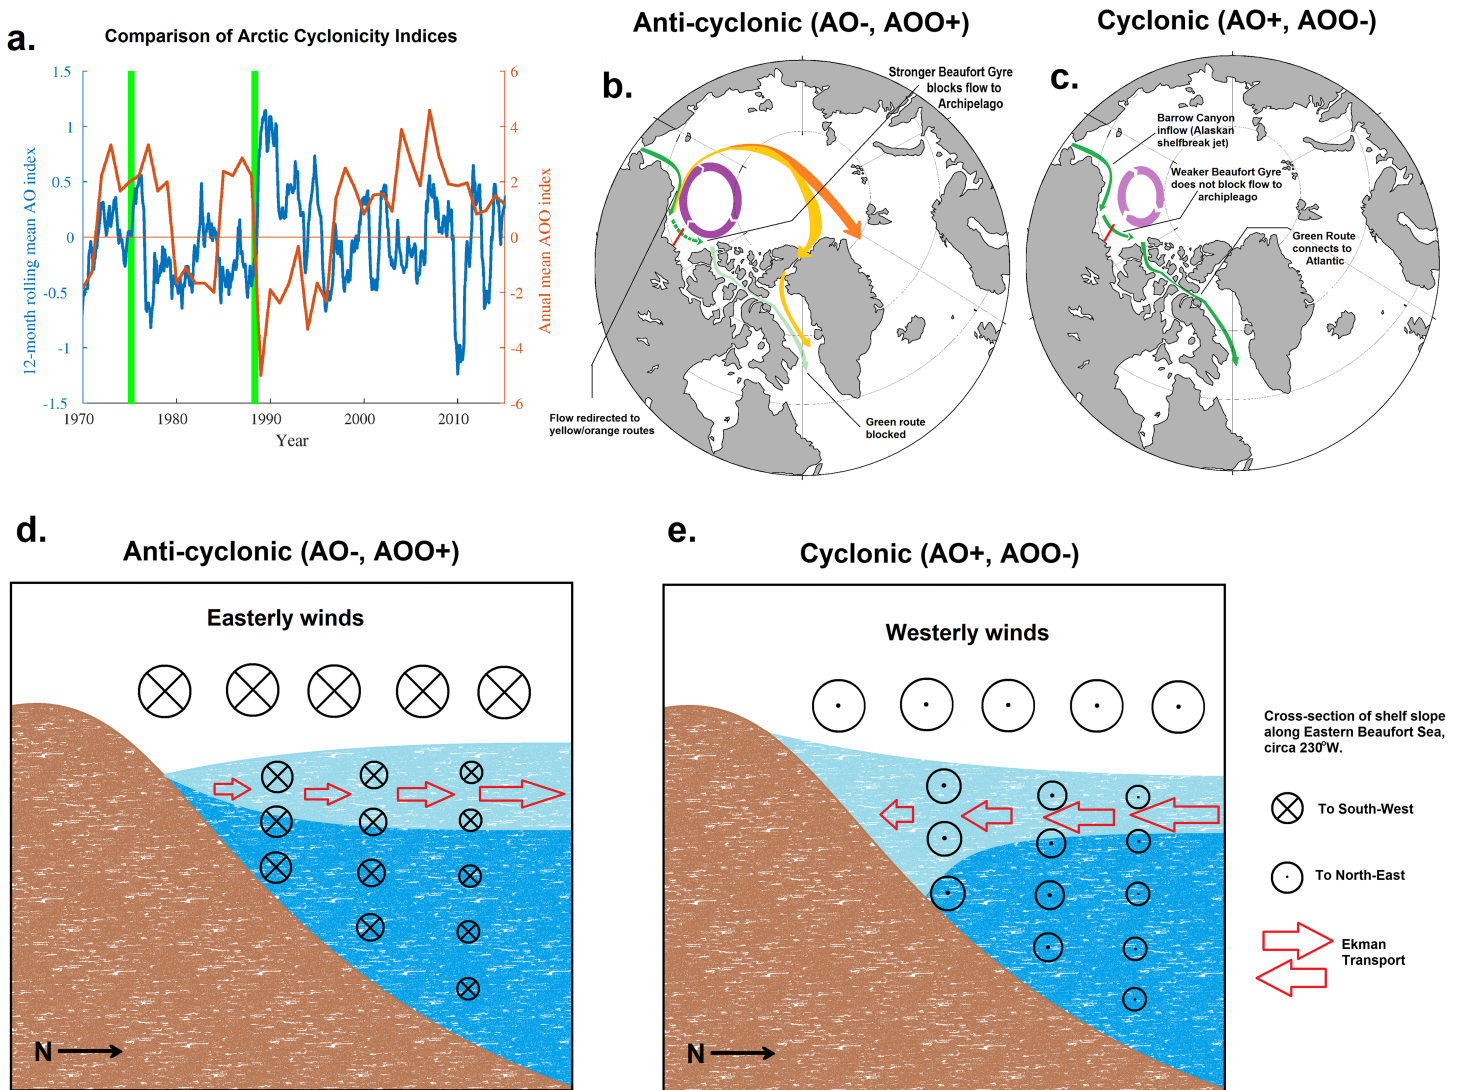 a.
Comparison of Arctic Cyclonicity Indices
1.5
1
0.5
0
-0.5
-1
-1.5
12-month rolling mean AO index
6
4
2
0
-2
-4
-6
Anual mean AOO index
1970
1980
1990
2000
2010
Year
Anti-cyclonic (AO-, AOO+)
b.
Stronger Beaufort Gyre
blocks flow to
Archipelago
Flow redirected to
yellow/orange routes
Green route
blocked
Cyclonic (AO+, AOO-)
c.
Barrow Canyon
inflow (Alaskan
shelfbreak jet)
Weaker Beaufort Gyre
does not block flow to
archipleago
Green Route
connects to
Atlantic
d.
Anti-cyclonic (AO-, AOO+)
Easterly winds
N
e.
Cyclonic (AO+, AOO-)
Westerly winds
N
Cross-section of shelf slope
along Eastern Beaufort Sea,
circa 230°W.
To South-West
To North-East
Ekman
Transport